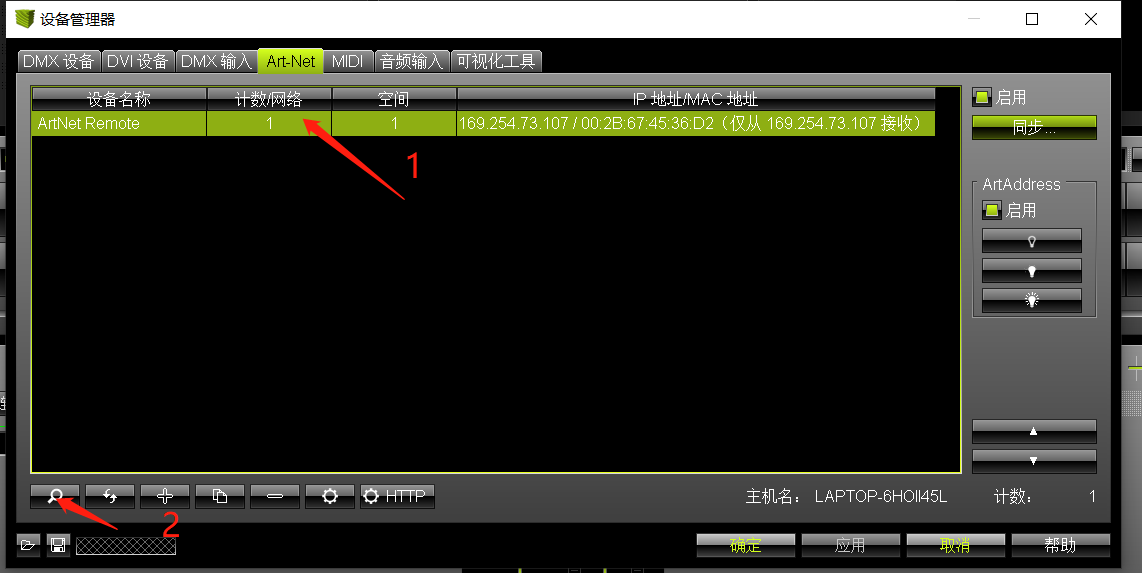 设备管理器
DMX 设备 DVI 设备 DMX 输入 Art-Net MIDI 音频输入 可视化工具
设备名称 计数/网络 空间 IP 地址/MAC 地址
ArtNet Remote 1 1 169.254.73.107 / 00:2B:67:45:36:D2（仅从 169.254.73.107 接收）
启用
同步...
1
ArtAddress
启用
HTTP
主机名： LAPTOP-6HOII45L 计数： 1
2
确定 应用 取消 帮助